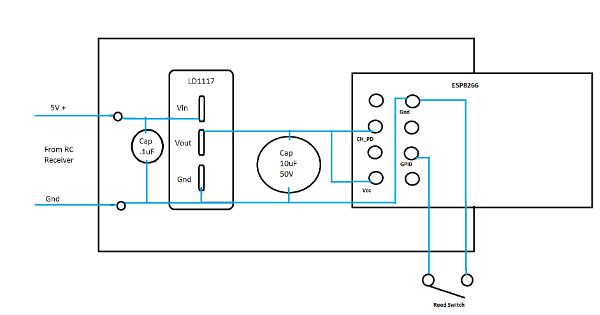 LD1117
ESP8266
5V +
Vin
Gnd
Cap
.1uF
From RC
Receiver
Vout
CH_PD
Cap
10uF
50V
GPIO
Gnd
Vcc
Gnd
Reed Switch